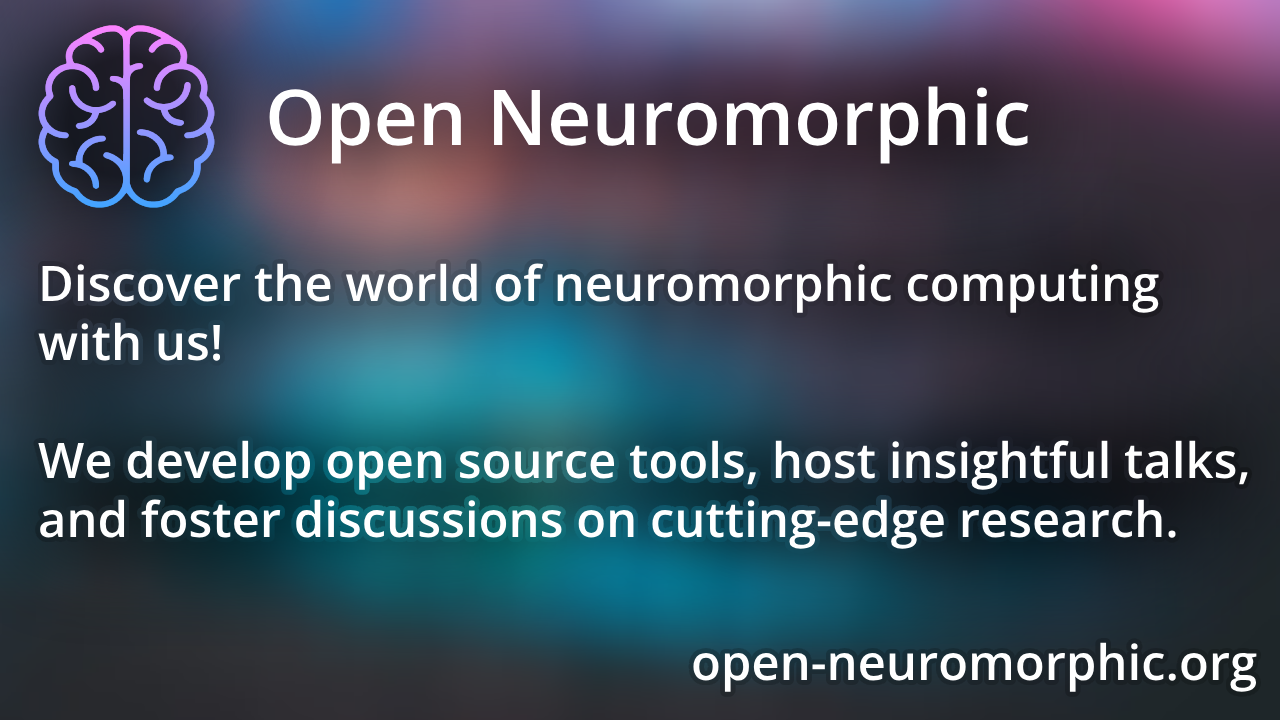 Open Neuromorphic
Discover the world of neuromorphic computing
with us!
We develop open source tools, host insightful talks,
and foster discussions on cutting-edge research.
open-neuromorphic.org